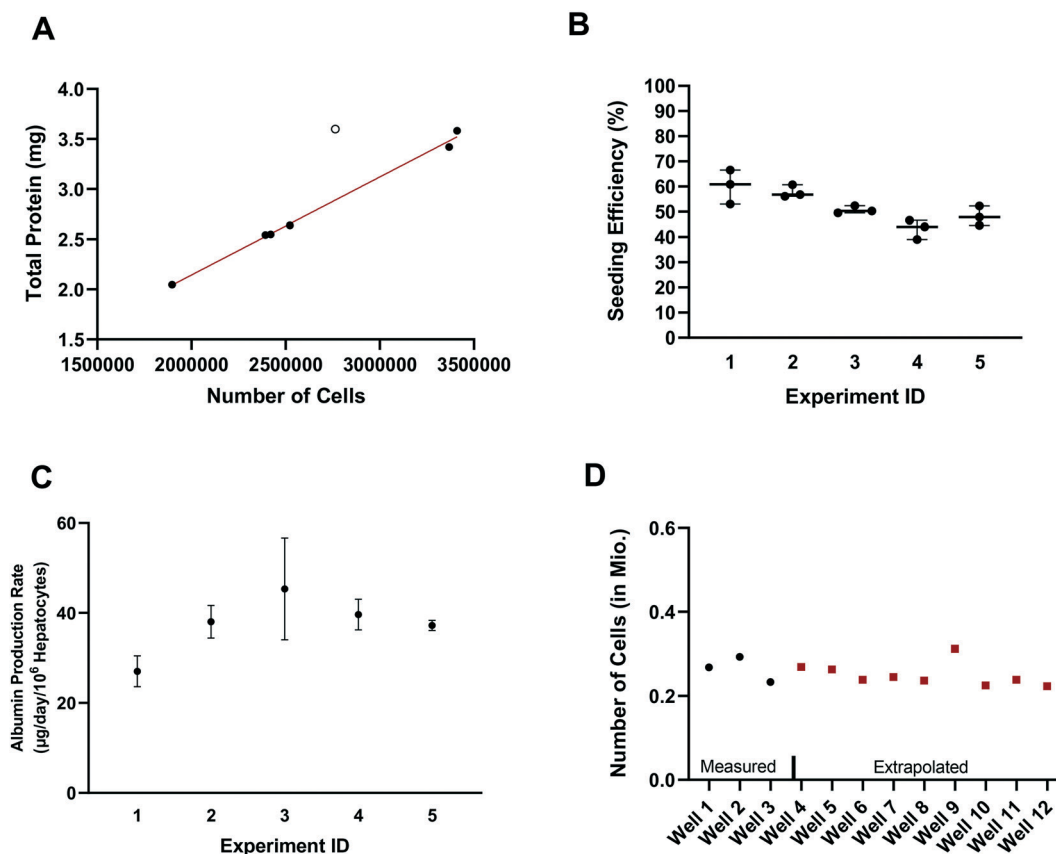 A
Total Protein (mg)
4.0
3.5
3.0
2.5
2.0
1.5
1500000 2000000 2500000 3000000 3500000
Number of Cells
B
Seeding Efficiency (%)
100
90
80
70
60
50
40
30
20
10
0
1 2 3 4 5
Experiment ID
C
Albumin Production Rate
(µg/day/10⁶ Hepatocytes)
60
40
20
0
1 2 3 4 5
Experiment ID
D
Number of Cells (in Mio.)
0.6
0.4
0.2
0.0
Measured Extrapolated
Well 1 Well 2 Well 3 Well 4 Well 5 Well 6 Well 7 Well 8 Well 9 Well 10 Well 11 Well 12